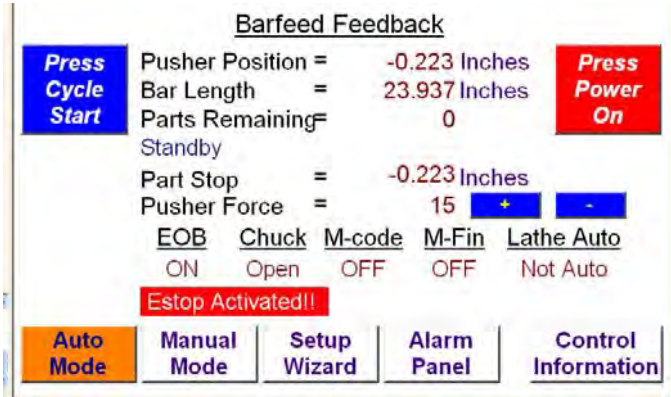 Barfeed Feedback
Press Cycle Start
Pusher Position = -0.223 Inches
Bar Length = 23.937 Inches
Parts Remaining= 0
Standby
Press Power On
Part Stop = -0.223 Inches
Pusher Force = 15 + -
EOB Chuck M-code M-Fin Lathe Auto
ON Open OFF OFF Not Auto
Estop Activated!!
Auto Mode
Manual Mode
Setup Wizard
Alarm Panel
Control Information